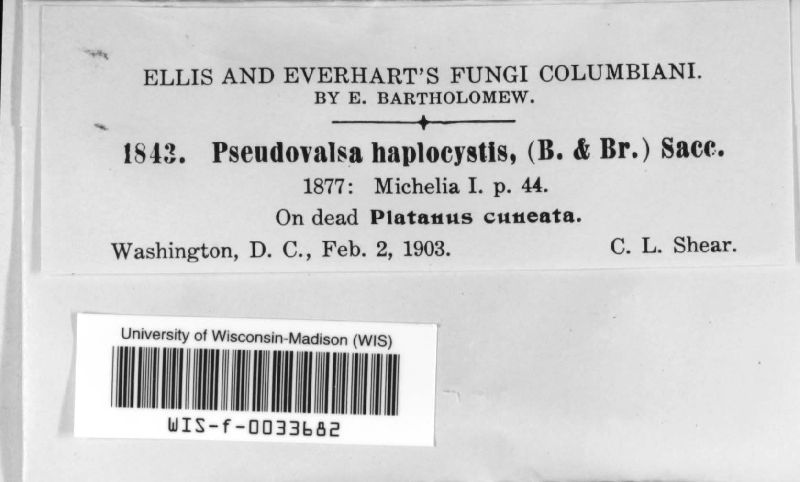 ELLIS AND EVERHART'S FUNGI COLUMBIANI.
BY E. BARTHOLOMEW.
1843. Pseudovalsa haplocystis, (B. & Br.) Sacc.
1877: Michelia I. p. 44.
On dead Platanus cuneata.
Washington, D. C., Feb. 2, 1903. C. L. Shear.
University of Wisconsin-Madison (WIS)
WIS-f-0033682